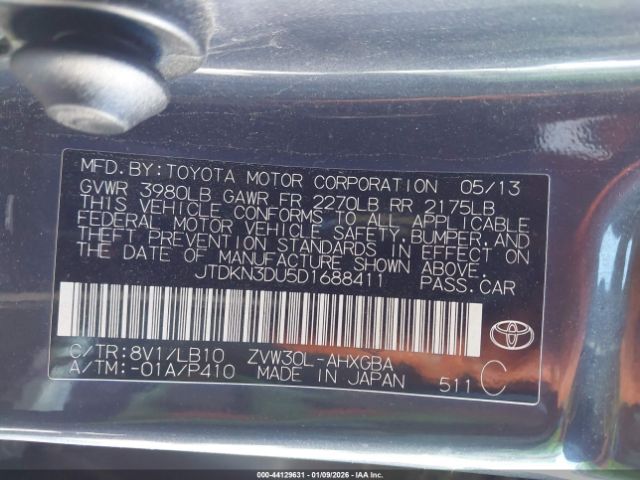 MFD. BY: TOYOTA MOTOR CORPORATION 05/13
GVWR 3980LB GAWR FR 2270LB RR 2175LB
THIS VEHICLE CONFORMS TO ALL APPLICABLE
FEDERAL MOTOR VEHICLE SAFETY, BUMPER, AND
THEFT PREVENTION STANDARDS IN EFFECT ON
THE DATE OF MANUFACTURE SHOWN ABOVE.
JTDKN3DU5D1688411 PASS. CAR
C/TR: 8V1/LB10 ZVW30L-AHXGBA
A/TM: -01A/P410 MADE IN JAPAN 511 C
000-44129631 - 01/09/2026 - IAA Inc.